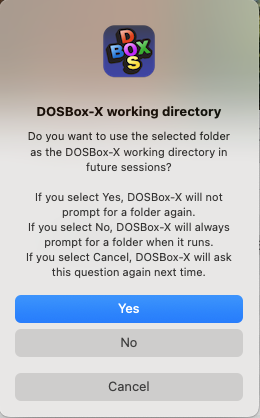 DOS
BOX
DOSBox-X working directory
Do you want to use the selected folder
as the DOSBox-X working directory in
future sessions?
If you select Yes, DOSBox-X will not
prompt for a folder again.
If you select No, DOSBox-X will always
prompt for a folder when it runs.
If you select Cancel, DOSBox-X will ask
this question again next time.
Yes
No
Cancel